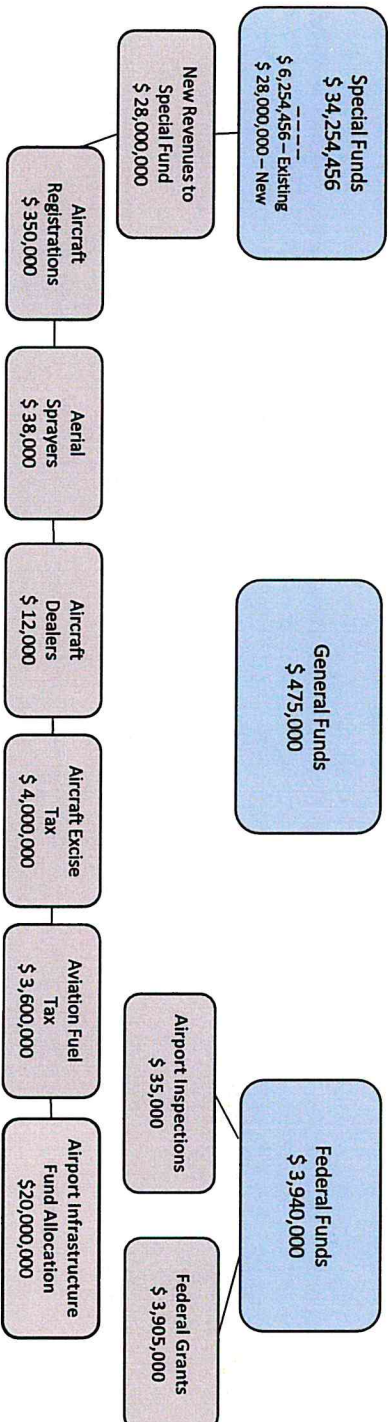 Special Funds
$ 34,254,456
– – – –
$ 6,254,456 – Existing
$ 28,000,000 – New
General Funds
$ 475,000
Federal Funds
$ 3,940,000
New Revenues to
Special Fund
$ 28,000,000
Airport Inspections
$ 35,000
Federal Grants
$ 3,905,000
Aircraft
Registrations
$ 350,000
Aerial
Sprayers
$ 38,000
Aircraft
Dealers
$ 12,000
Aircraft Excise
Tax
$ 4,000,000
Aviation Fuel
Tax
$ 3,600,000
Airport Infrastructure
Fund Allocation
$20,000,000